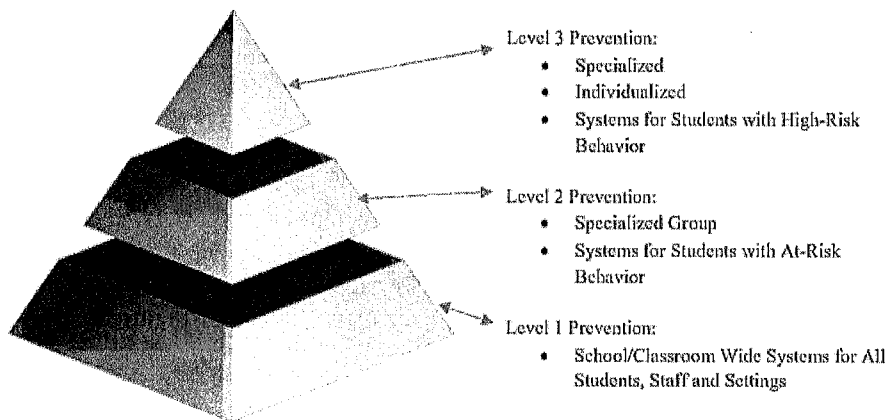 Level 3 Prevention:
• Specialized
• Individualized
• Systems for Students with High-Risk
Behavior
Level 2 Prevention:
• Specialized Group
• Systems for Students with At-Risk
Behavior
Level 1 Prevention:
• School/Classroom Wide Systems for All
Students, Staff and Settings